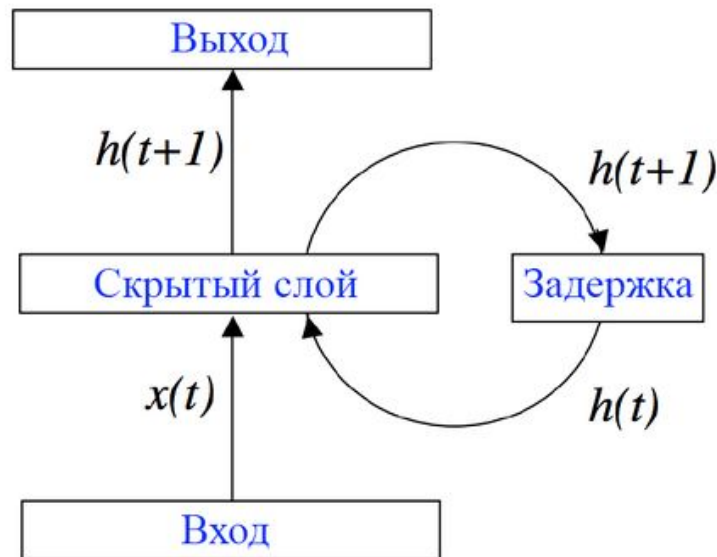 Выход
h(t+1)
h(t+1)
Скрытый слой
Задержка
x(t)
h(t)
Вход